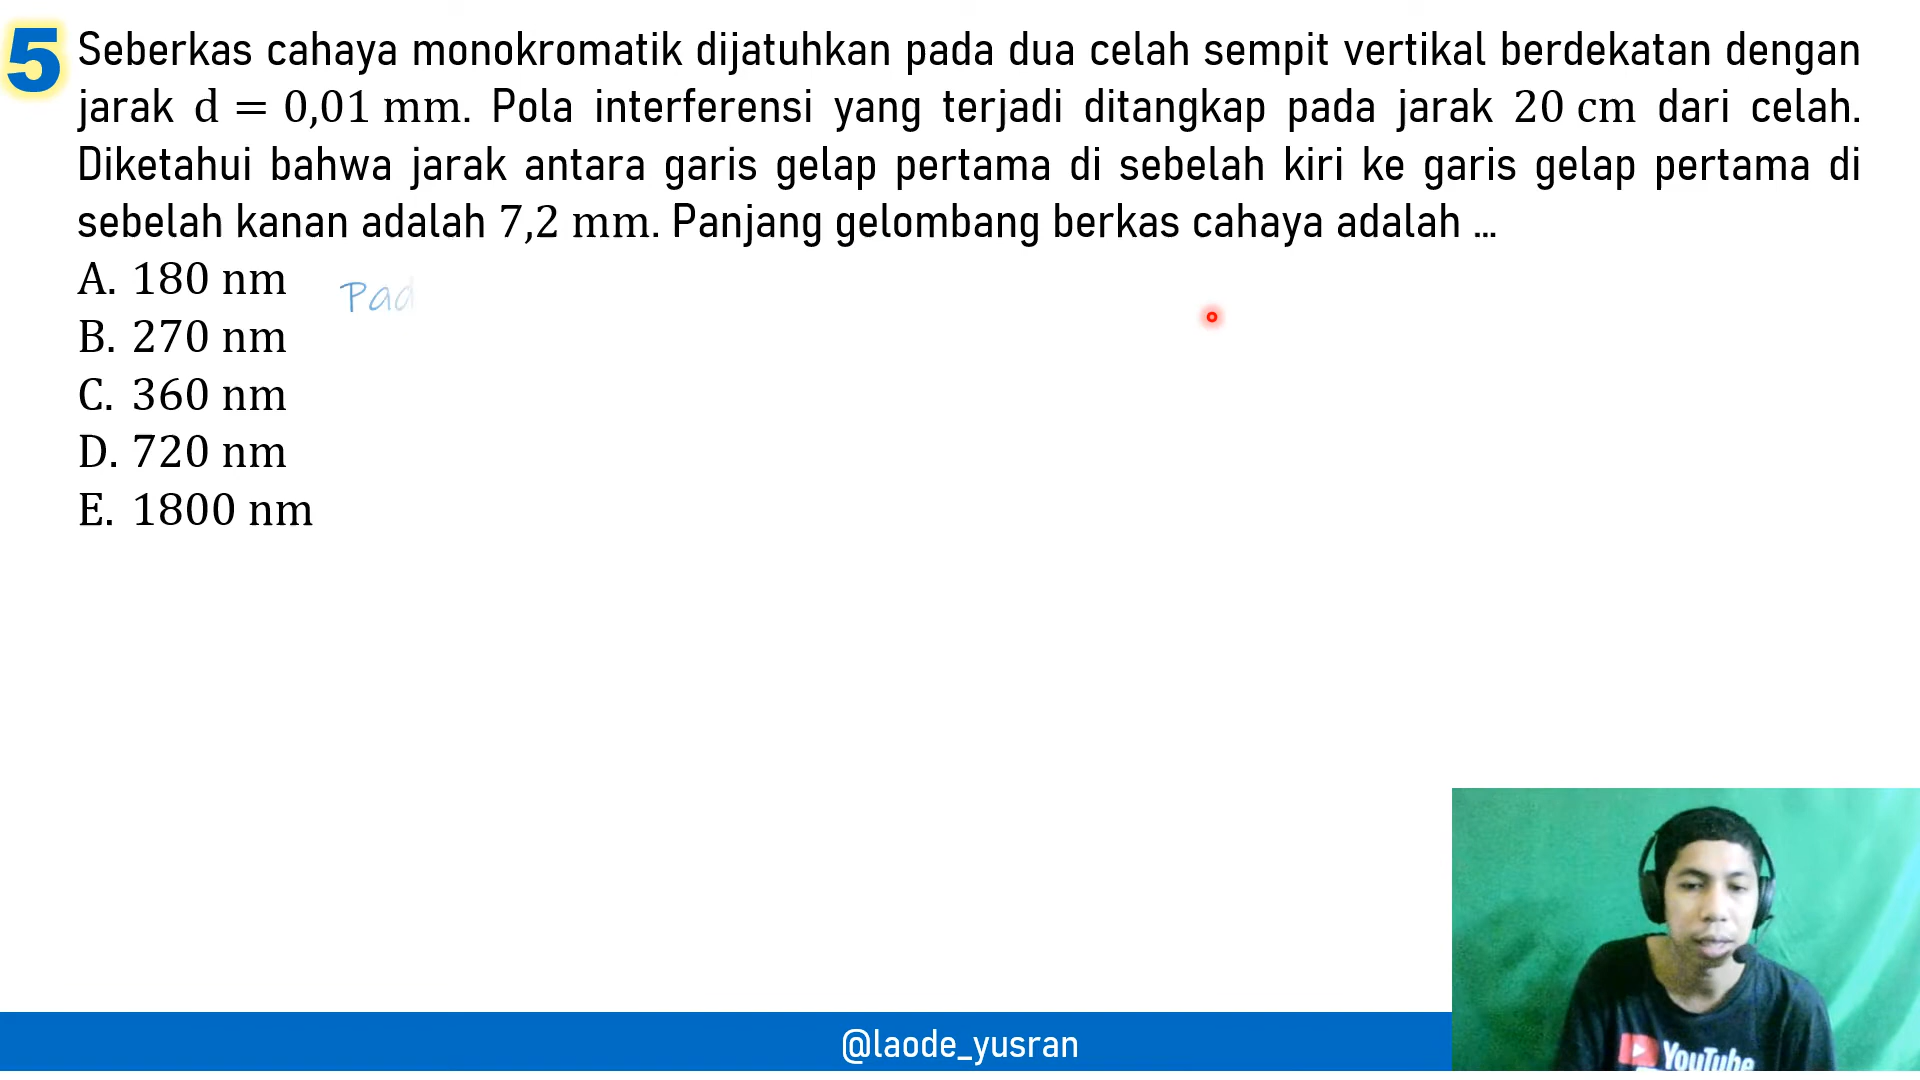 5 Seberkas cahaya monokromatik dijatuhkan pada dua celah sempit vertikal berdekatan dengan
jarak d = 0,01 mm. Pola interferensi yang terjadi ditangkap pada jarak 20 cm dari celah.
Diketahui bahwa jarak antara garis gelap pertama di sebelah kiri ke garis gelap pertama di
sebelah kanan adalah 7,2 mm. Panjang gelombang berkas cahaya adalah ...
A. 180 nm
Pad
B. 270 nm
C. 360 nm
D. 720 nm
E. 1800 nm
@laode_yusran
YouTube